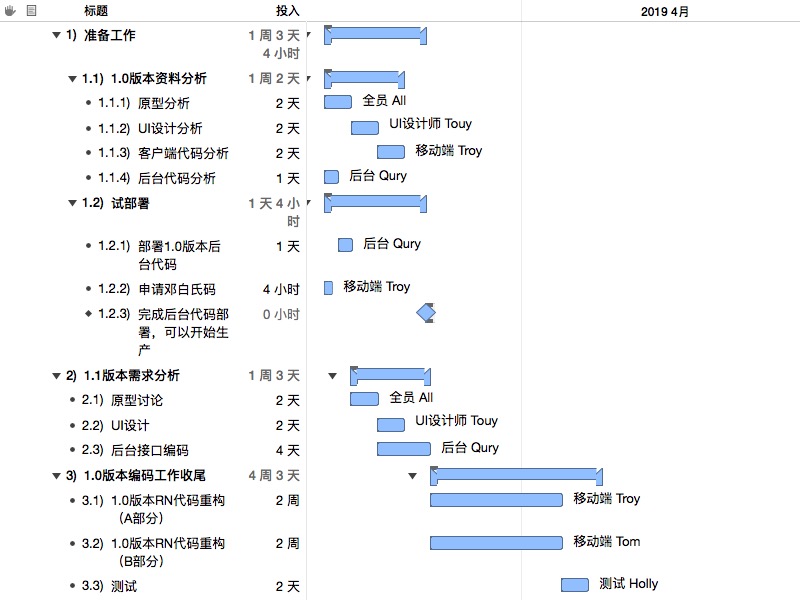 标题 投入 2019 4月
1) 准备工作 1 周 3 天
4 小时
1.1) 1.0版本资料分析 1 周 2 天
1.1.1) 原型分析 2 天 全员 All
1.1.2) UI设计分析 2 天 UI设计师 Touy
1.1.3) 客户端代码分析 2 天 移动端 Troy
1.1.4) 后台代码分析 1 天 后台 Qury
1.2) 试部署 1 天 4 小
时
1.2.1) 部署1.0版本后 1 天 后台 Qury
台代码
1.2.2) 申请邓白氏码 4 小时 移动端 Troy
1.2.3) 完成后台代码部 0 小时
署，可以开始生
产
2) 1.1版本需求分析 1 周 3 天
2.1) 原型讨论 2 天 全员 All
2.2) UI设计 2 天 UI设计师 Touy
2.3) 后台接口编码 4 天 后台 Qury
3) 1.0版本编码工作收尾 4 周 3 天
3.1) 1.0版本RN代码重构 2 周 移动端 Troy
（A部分）
3.2) 1.0版本RN代码重构 2 周 移动端 Tom
（B部分）
3.3) 测试 2 天 测试 Holly